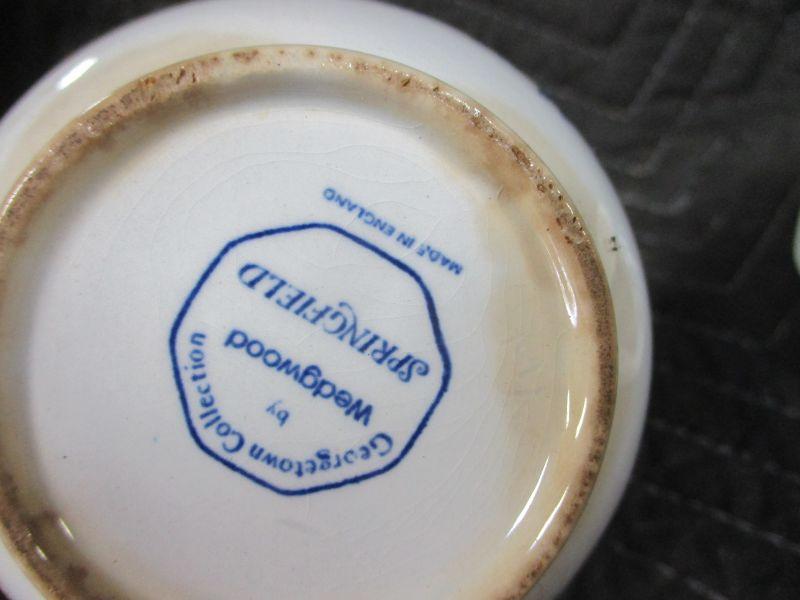 Georgetown Collection
by
Wedgwood
SPRINGFIELD
MADE IN ENGLAND